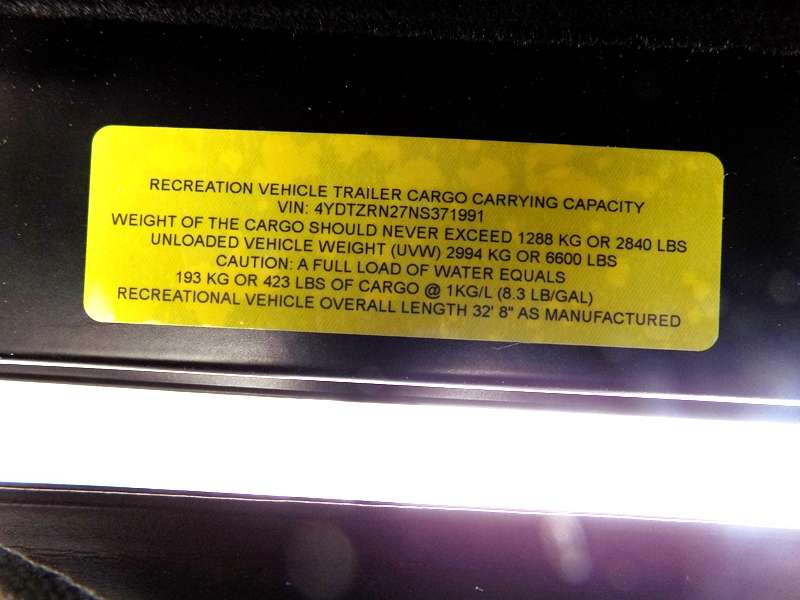 RECREATION VEHICLE TRAILER CARGO CARRYING CAPACITY
VIN: 4YDTZRN27NS371991
WEIGHT OF THE CARGO SHOULD NEVER EXCEED 1288 KG OR 2840 LBS
UNLOADED VEHICLE WEIGHT (UVW) 2994 KG OR 6600 LBS
CAUTION: A FULL LOAD OF WATER EQUALS
193 KG OR 423 LBS OF CARGO @ 1KG/L (8.3 LB/GAL)
RECREATIONAL VEHICLE OVERALL LENGTH 32' 8" AS MANUFACTURED